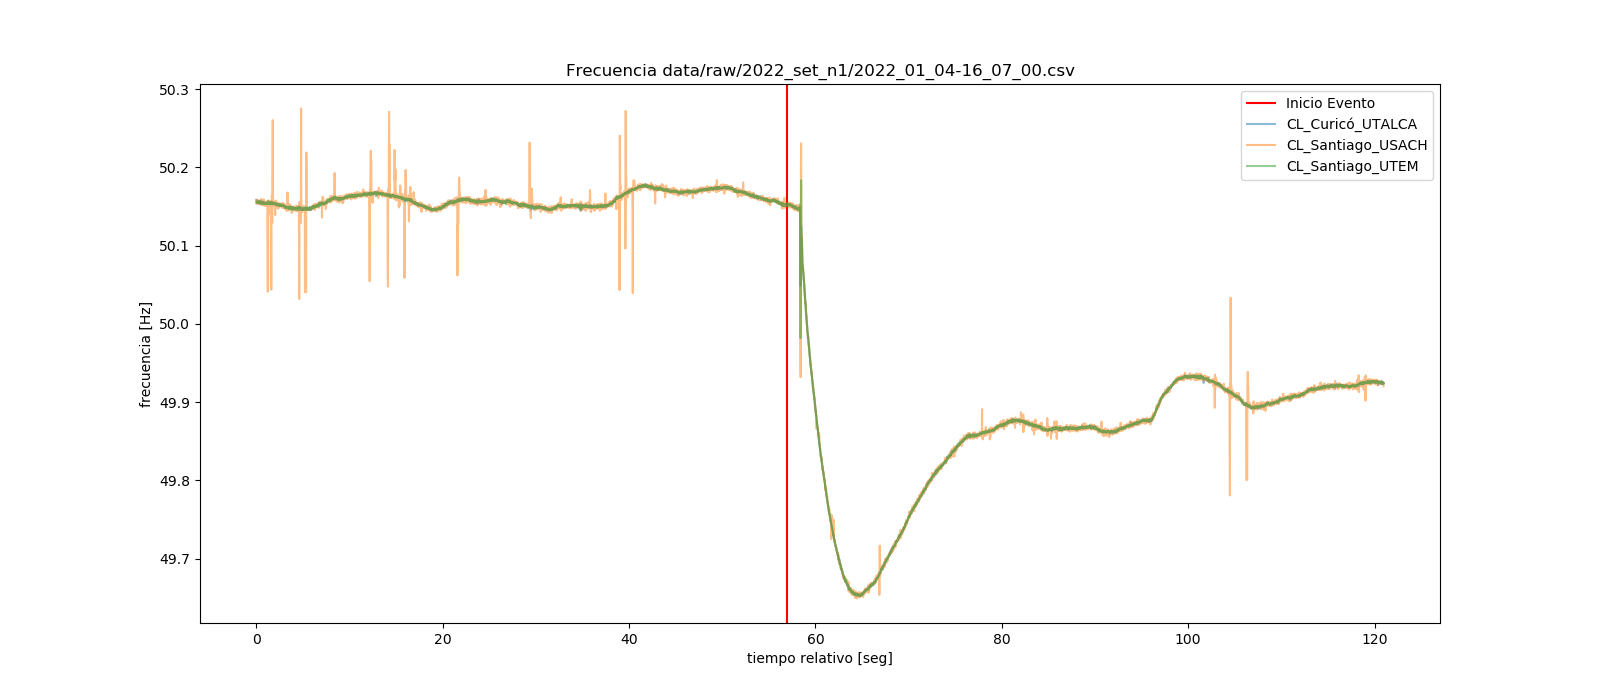 Frecuencia data/raw/2022_set_n1/2022_01_04-16_07_00.csv
50.3
50.2
50.1
50.0
49.9
49.8
49.7
frecuencia [Hz]
Inicio Evento
CL_Curicó_UTALCA
CL_Santiago_USACH
CL_Santiago_UTEM
0 20 40 60 80 100 120
tiempo relativo [seg]